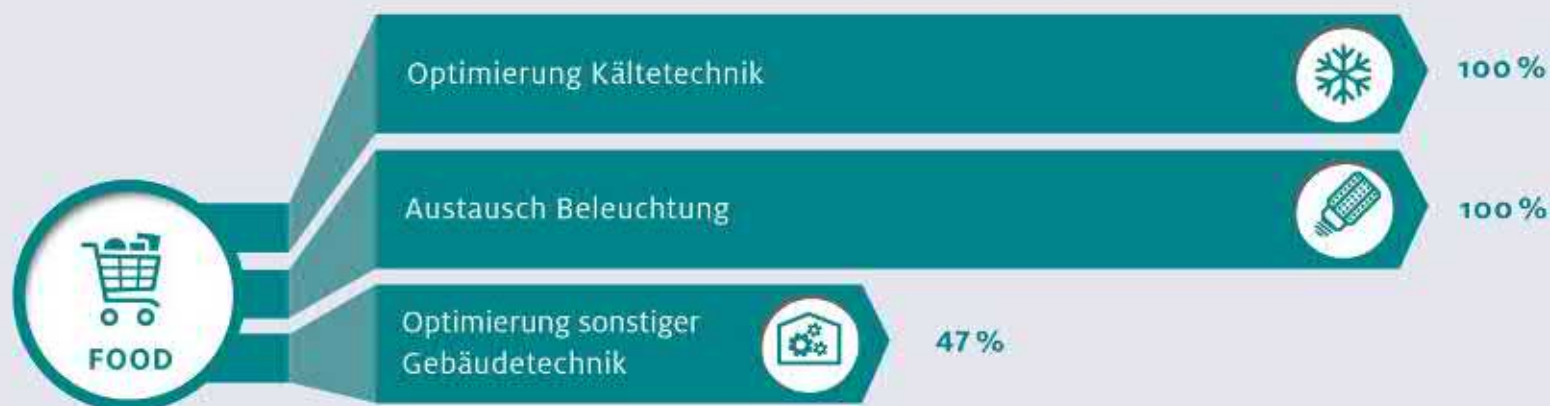 Optimierung Kältetechnik
100 %
Austausch Beleuchtung
100 %
FOOD
Optimierung sonstiger
Gebäudetechnik
47 %